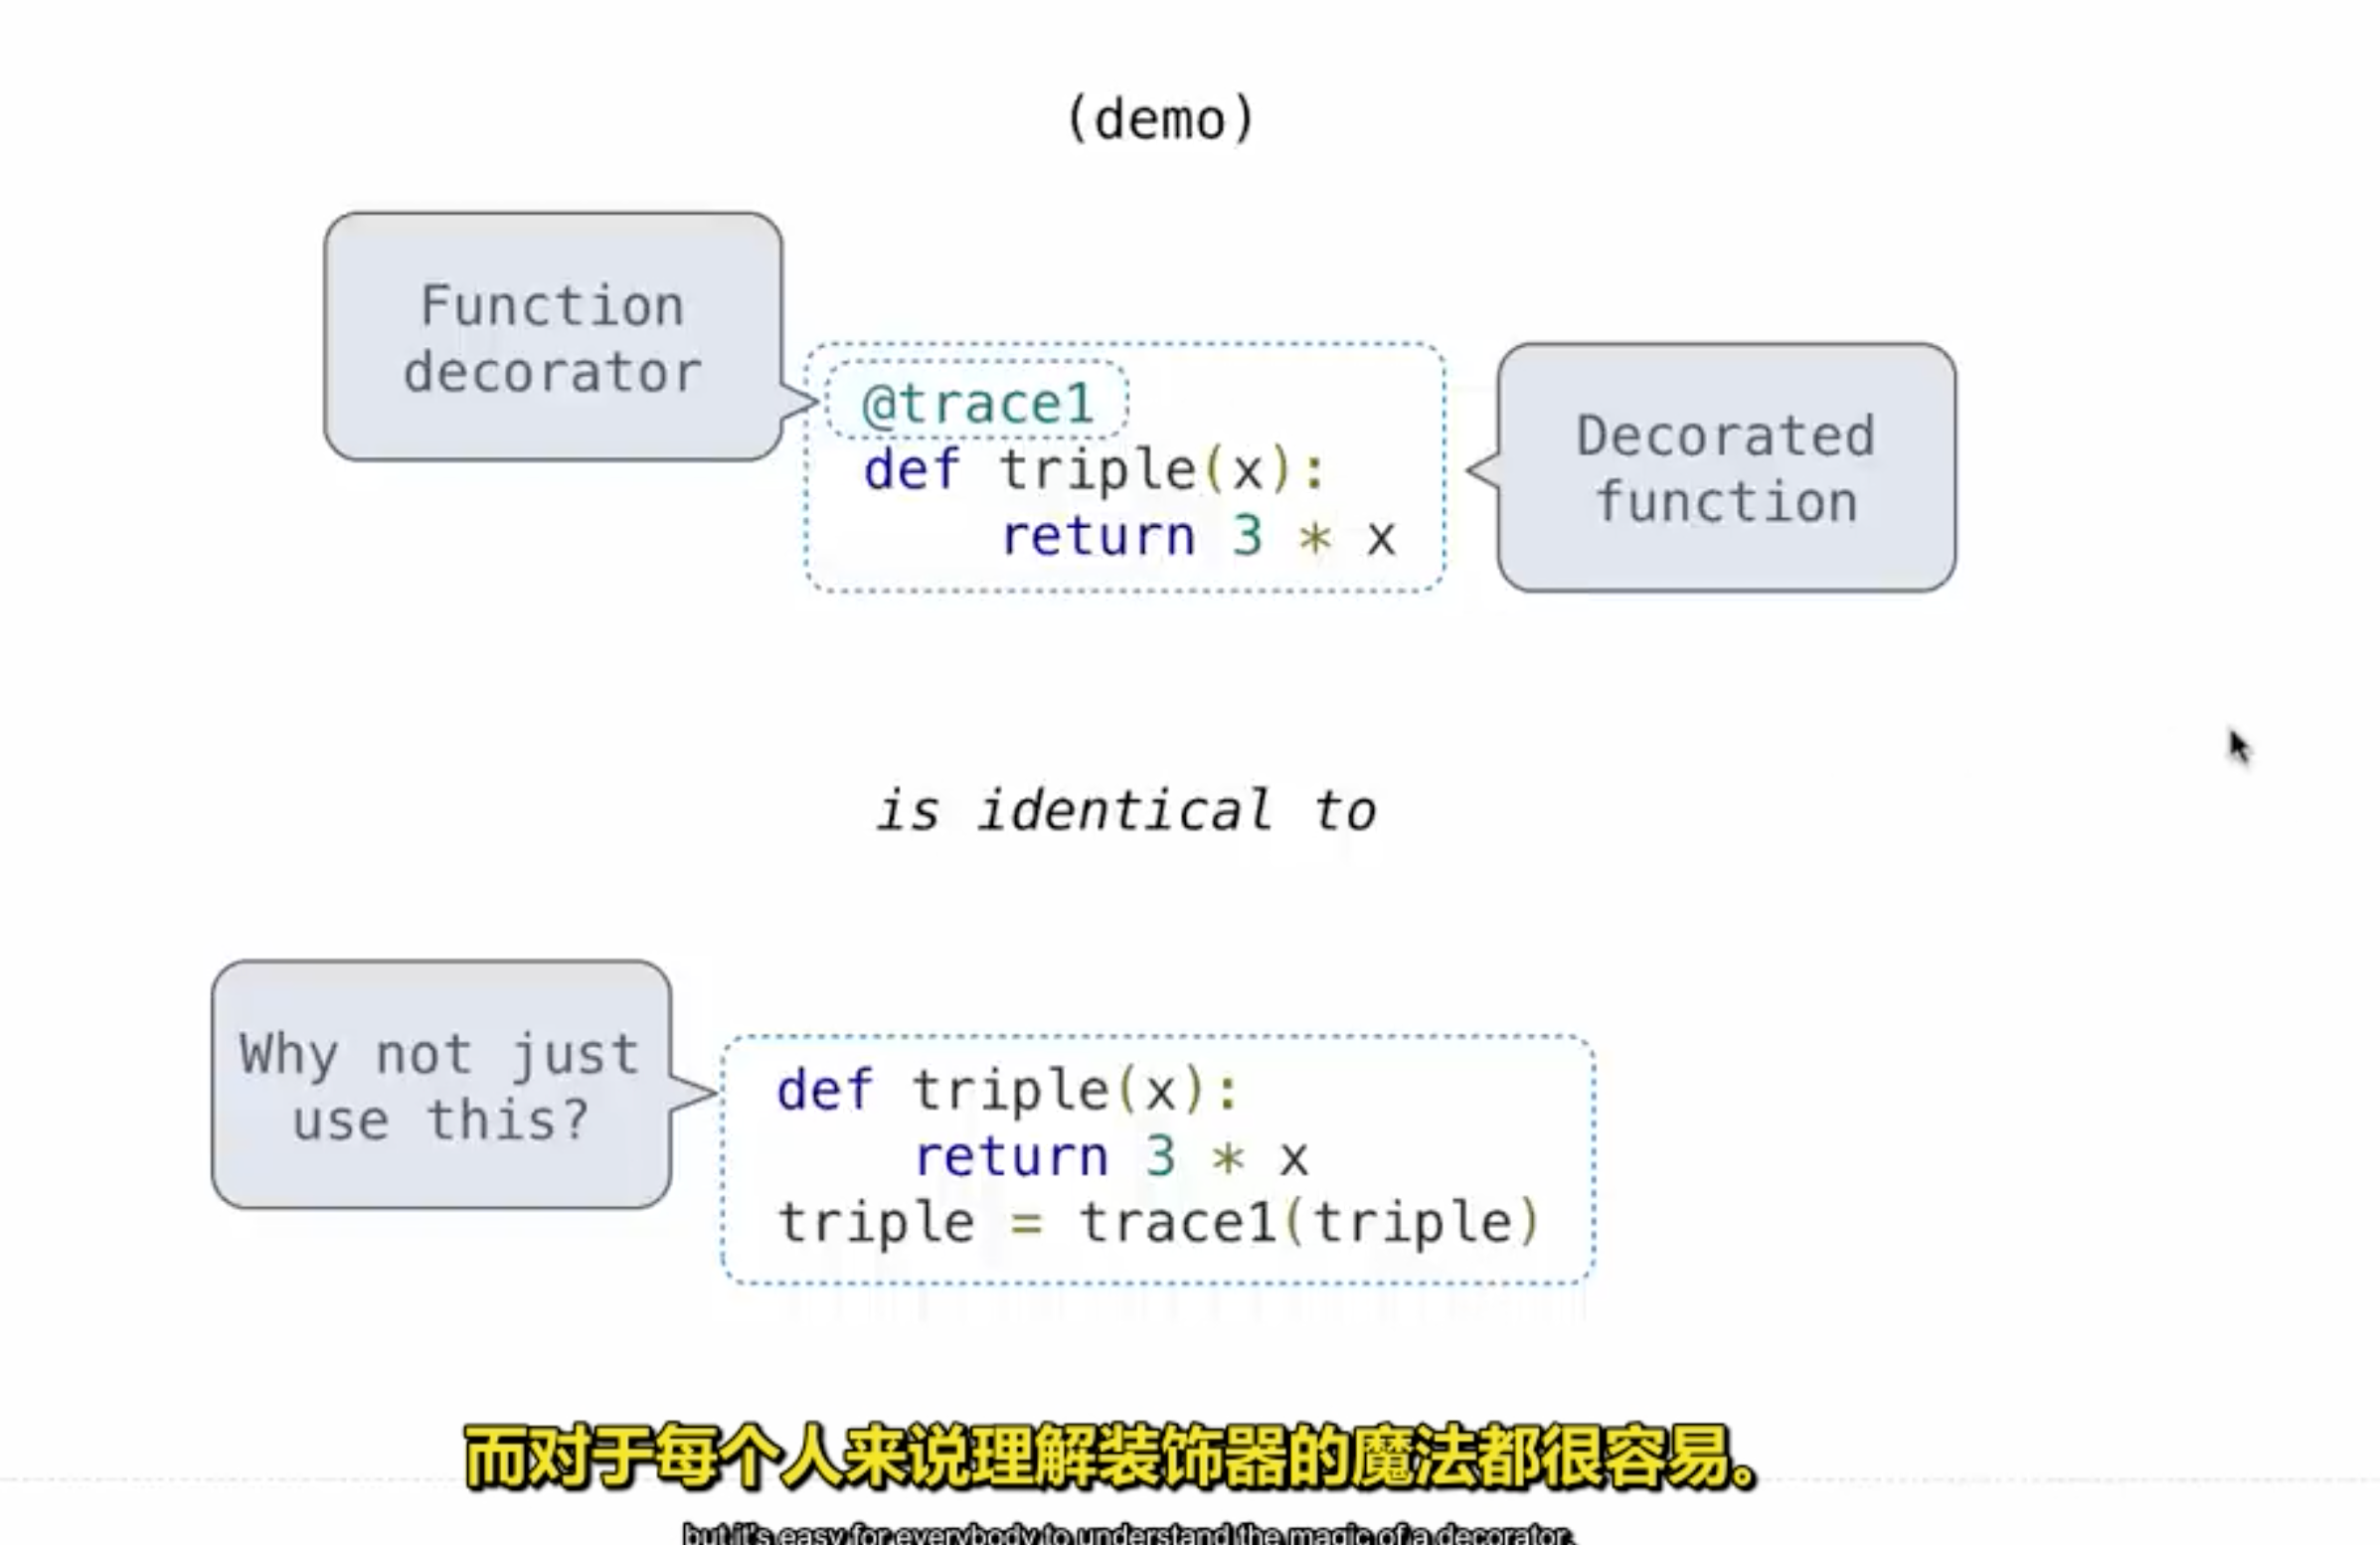 (demo)
Function
decorator
@trace1
def triple(x):
    return 3 * x
Decorated
function
is identical to
Why not just
use this?
def triple(x):
    return 3 * x
triple = trace1(triple)
而对于每个人来说理解装饰器的魔法都很容易。
but it's easy for everybody to understand the magic of a decorator.